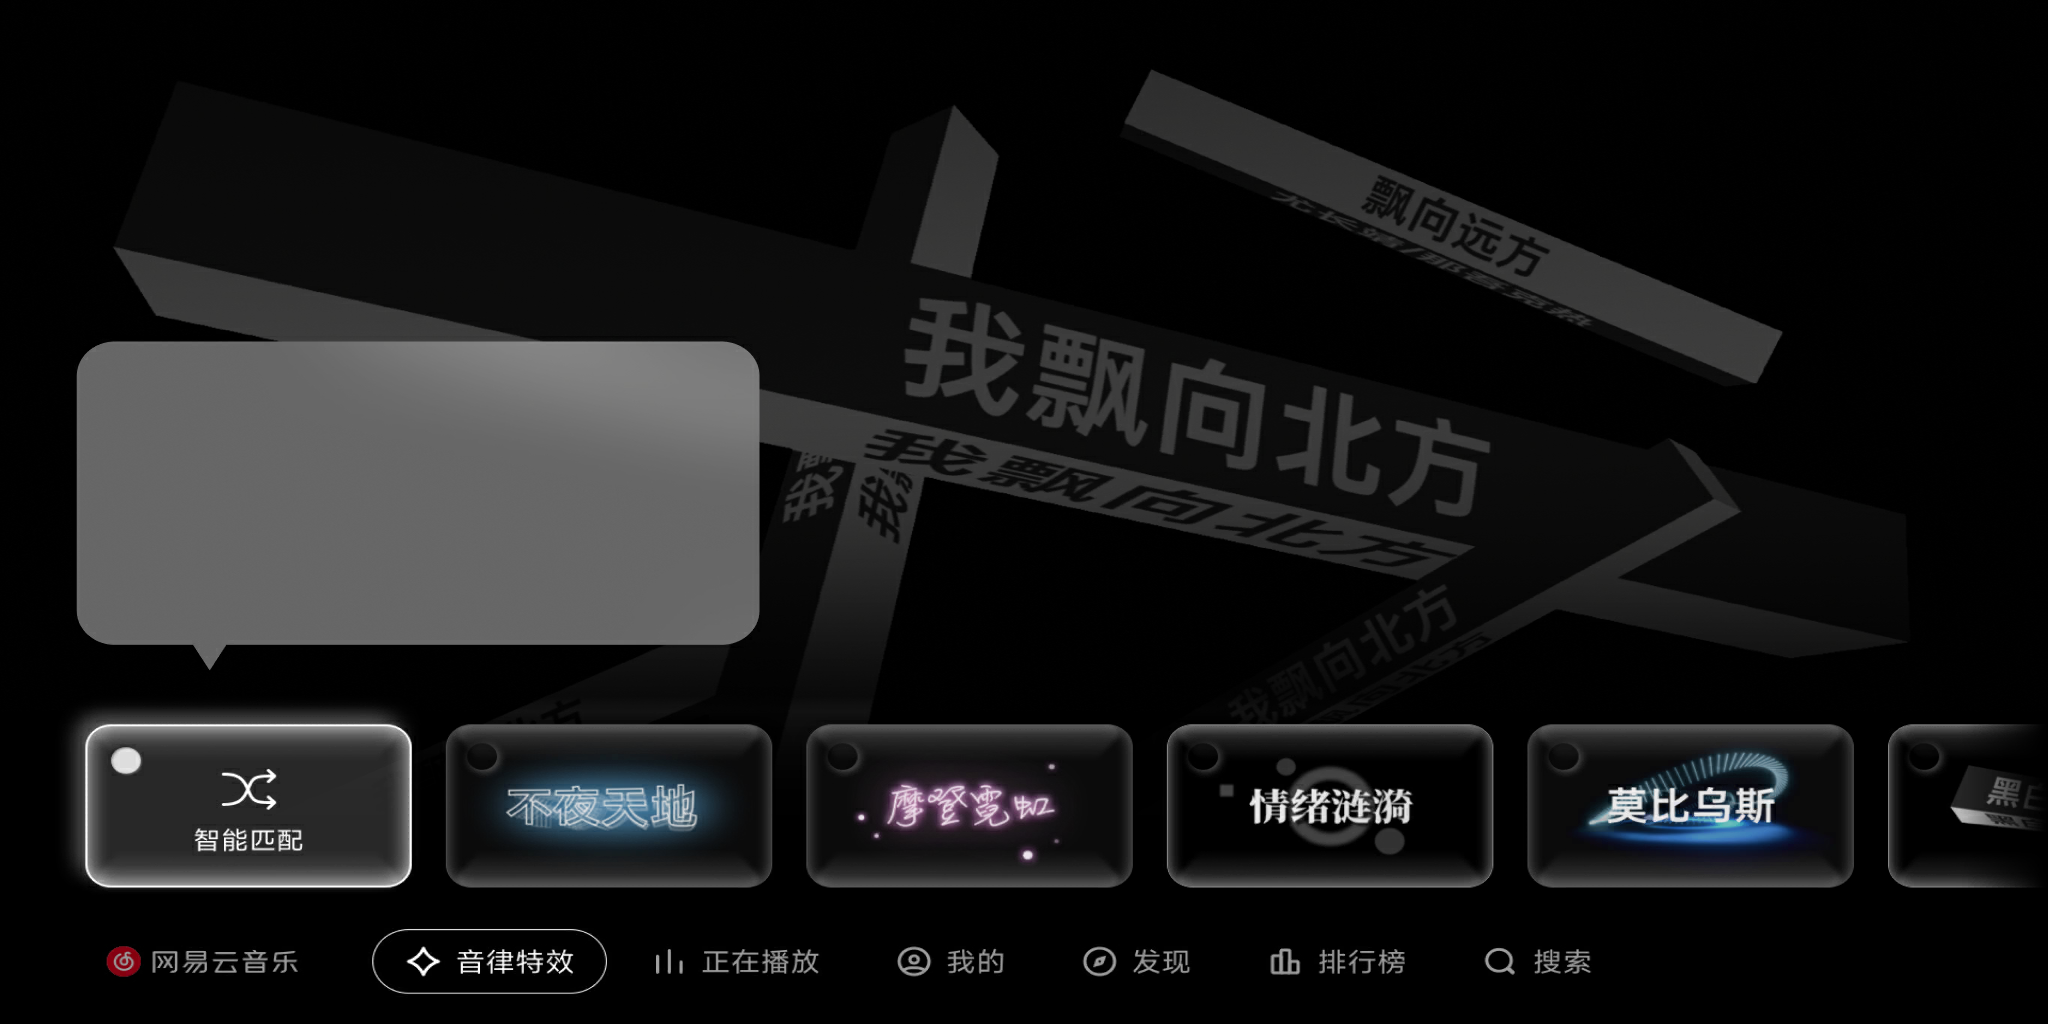 飘向远方
我飘向北方
我飘向北方
我飘向北方
智能匹配
不夜天地
摩登霓虹
情绪涟漪
莫比乌斯
网易云音乐
音律特效
正在播放
我的
发现
排行榜
搜索